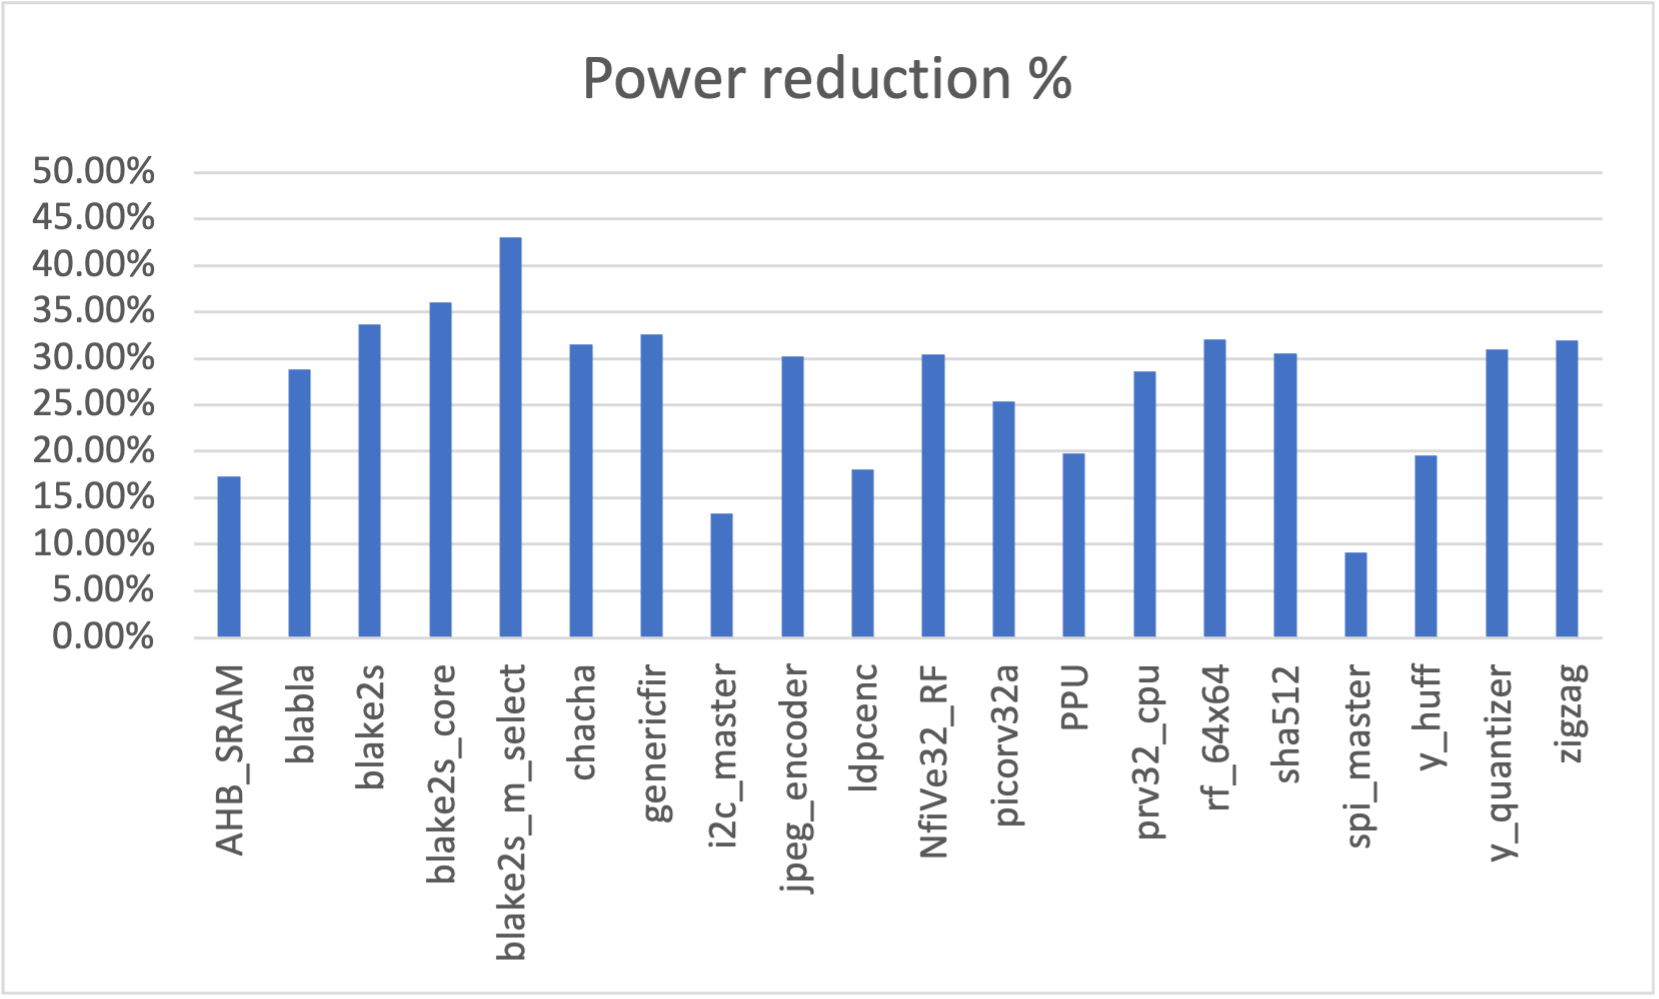 Power reduction %
50.00%
45.00%
40.00%
35.00%
30.00%
25.00%
20.00%
15.00%
10.00%
5.00%
0.00%
AHB_SRAM
blabla
blake2s
blake2s_core
blake2s_m_select
chacha
genericfir
i2c_master
jpeg_encoder
ldpcenc
NfiVe32_RF
picorv32a
PPU
prv32_cpu
rf_64x64
sha512
spi_master
y_huff
y_quantizer
zigzag